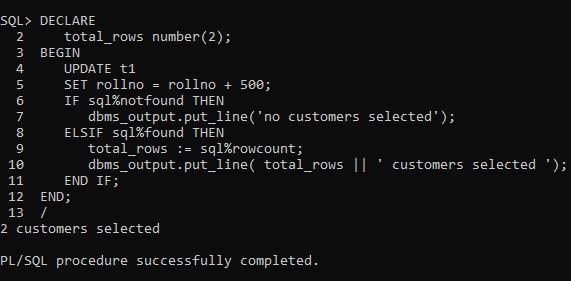 SQL> DECLARE
  2     total_rows number(2);
  3  BEGIN
  4     UPDATE t1
  5     SET rollno = rollno + 500;
  6     IF sql%notfound THEN
  7        dbms_output.put_line('no customers selected');
  8     ELSIF sql%found THEN
  9        total_rows := sql%rowcount;
 10        dbms_output.put_line( total_rows || ' customers selected ');
 11     END IF;
 12  END;
 13  /
2 customers selected
PL/SQL procedure successfully completed.